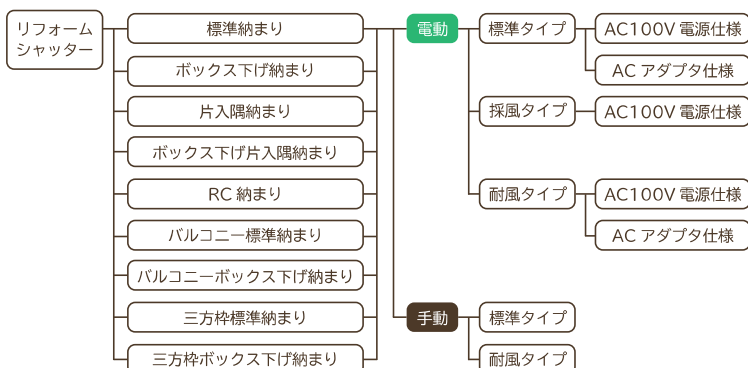 リフォーム
シャッター
標準納まり
電動
標準タイプ
AC100V 電源仕様
ボックス下げ納まり
AC アダプタ仕様
片入隅納まり
採風タイプ
AC100V 電源仕様
ボックス下げ片入隅納まり
RC 納まり
耐風タイプ
AC100V 電源仕様
バルコニー標準納まり
AC アダプタ仕様
バルコニーボックス下げ納まり
三方枠標準納まり
手動
標準タイプ
三方枠ボックス下げ納まり
耐風タイプ